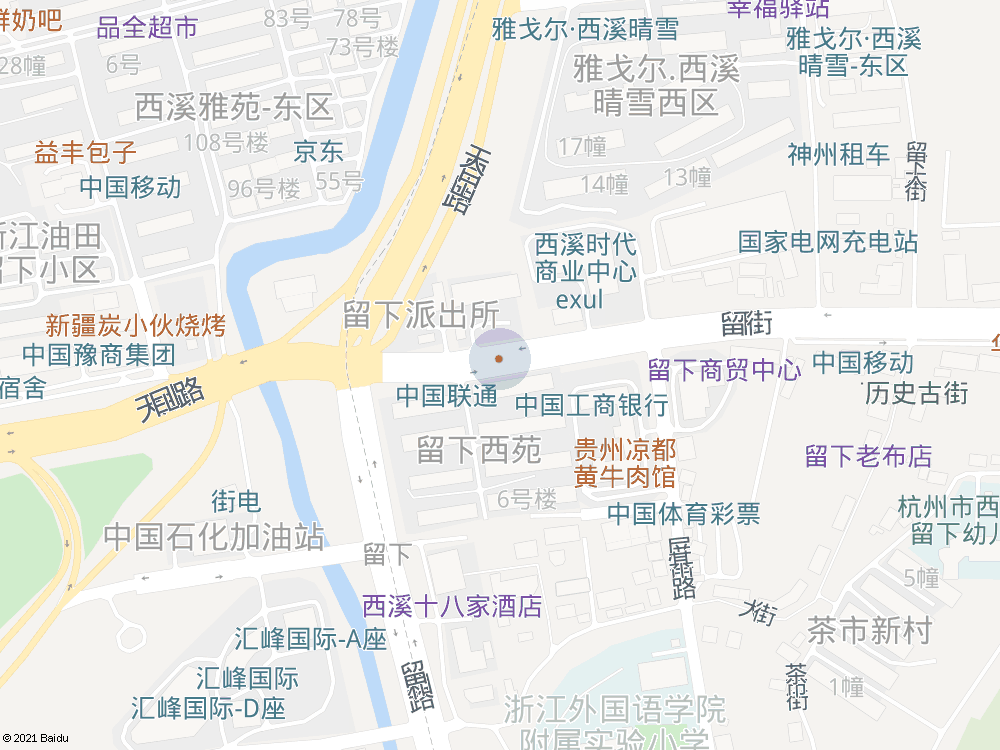 鲜奶吧
品全超市
83号
78号
73号楼
28幢
6号
雅戈尔·西溪晴雪
幸福驿站
雅戈尔·西溪
晴雪-东区
雅戈尔.西溪
晴雪西区
西溪雅苑-东区
108号楼
益丰包子
京东
17幢
神州租车
中国移动
96号楼
55号
14幢
13幢
天目山路
浙江油田
留下小区
西溪时代
商业中心
exul
国家电网充电站
留下派出所
新疆炭小伙烧烤
中国豫商集团
宿舍
天目山路
留下街
留下商贸中心
中国移动
历史古街
中国联通
中国工商银行
留下西苑
贵州凉都
黄牛肉馆
留下老布店
6号楼
街电
中国石化加油站
中国体育彩票
杭州市西
留下幼儿
留下
西溪十八家酒店
5幢
大街
茶市新村
汇峰国际-A座
汇峰国际
汇峰国际-D座
茶市街
1幢
浙江外国语学院
附属实验小学
© 2021 Baidu